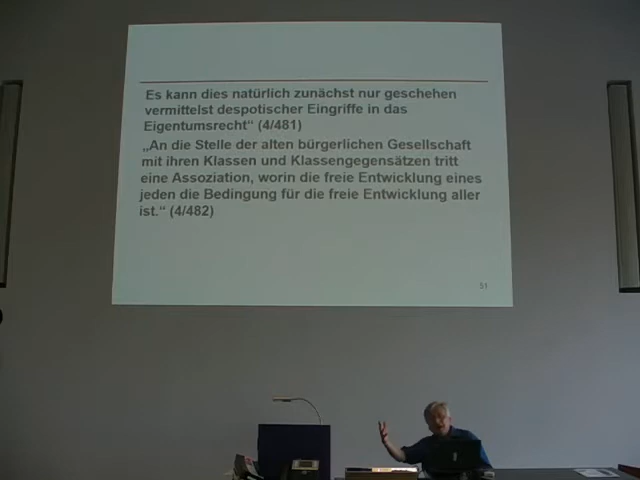 Es kann dies natürlich zunächst nur geschehen
vermittelst despotischer Eingriffe in das
Eigentumsrecht“ (4/481)
„An die Stelle der alten bürgerlichen Gesellschaft
mit ihren Klassen und Klassengegensätzen tritt
eine Assoziation, worin die freie Entwicklung eines
jeden die Bedingung für die freie Entwicklung aller
ist.“ (4/482)
51